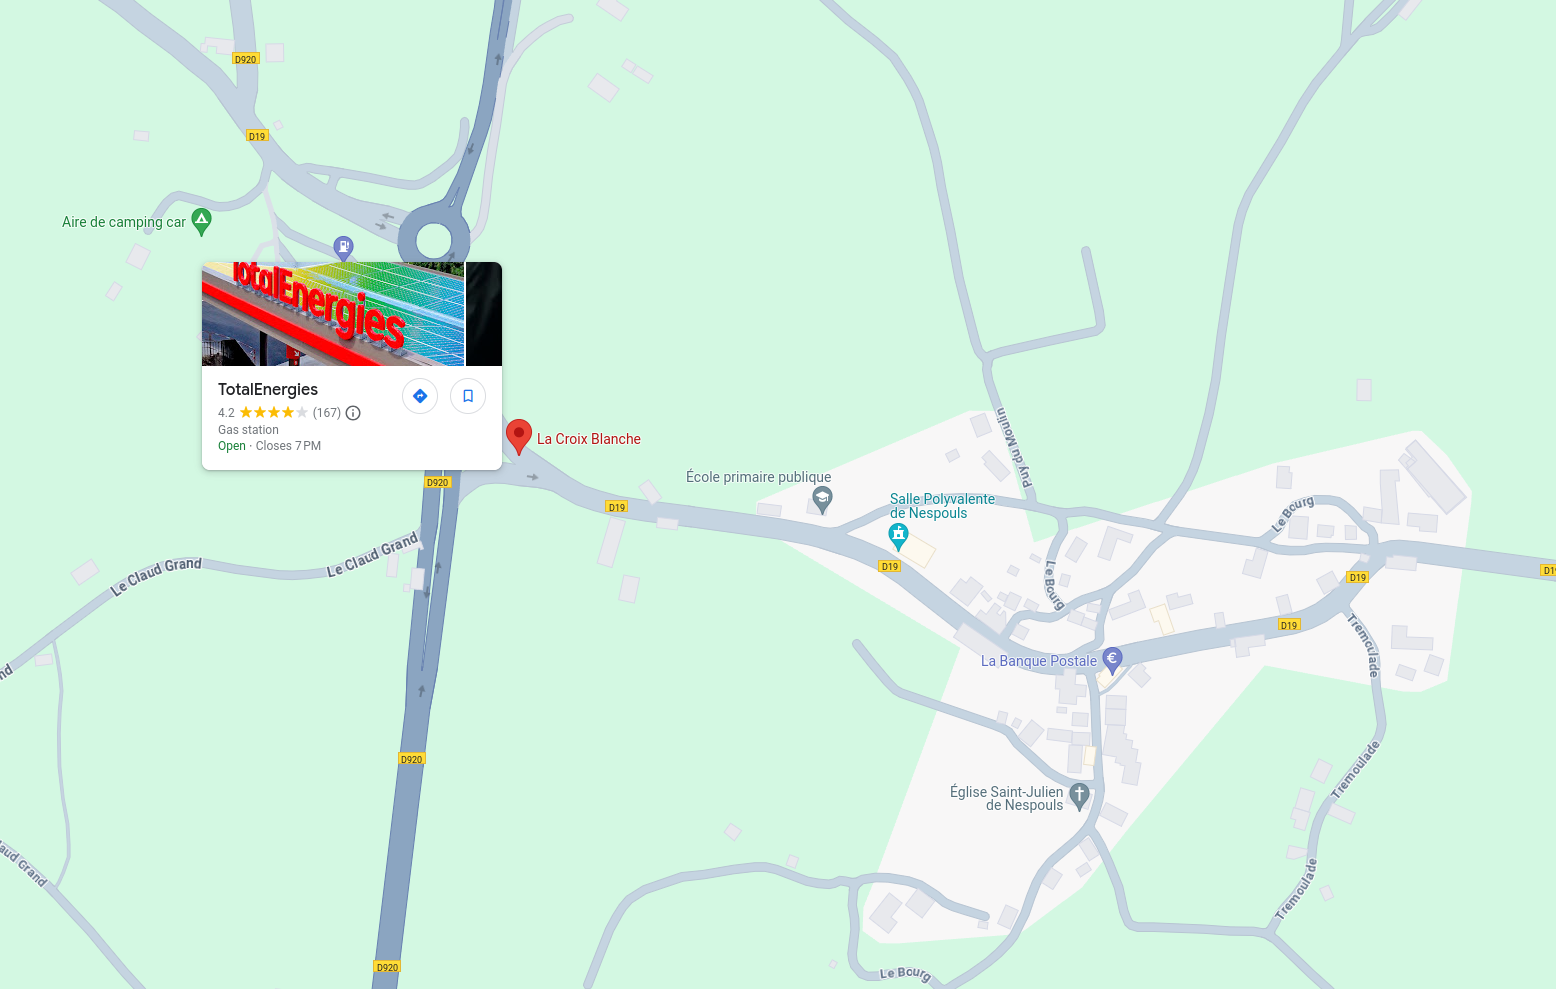 D920
D19
Aire de camping car
TotalEnergies
TotalEnergies
4.2
(167)
Gas station
Open · Closes 7 PM
La Croix Blanche
D920
D19
École primaire publique
Puy du Moulin
Salle Polyvalente
de Nespouls
Le Bourg
D19
Le Claud Grand
Le Claud Grand
Le Bourg
D19
D19
La Banque Postale
Tremoulade
D920
Tremoulade
Église Saint-Julien
de Nespouls
Tremoulade
D920
Le Bourg